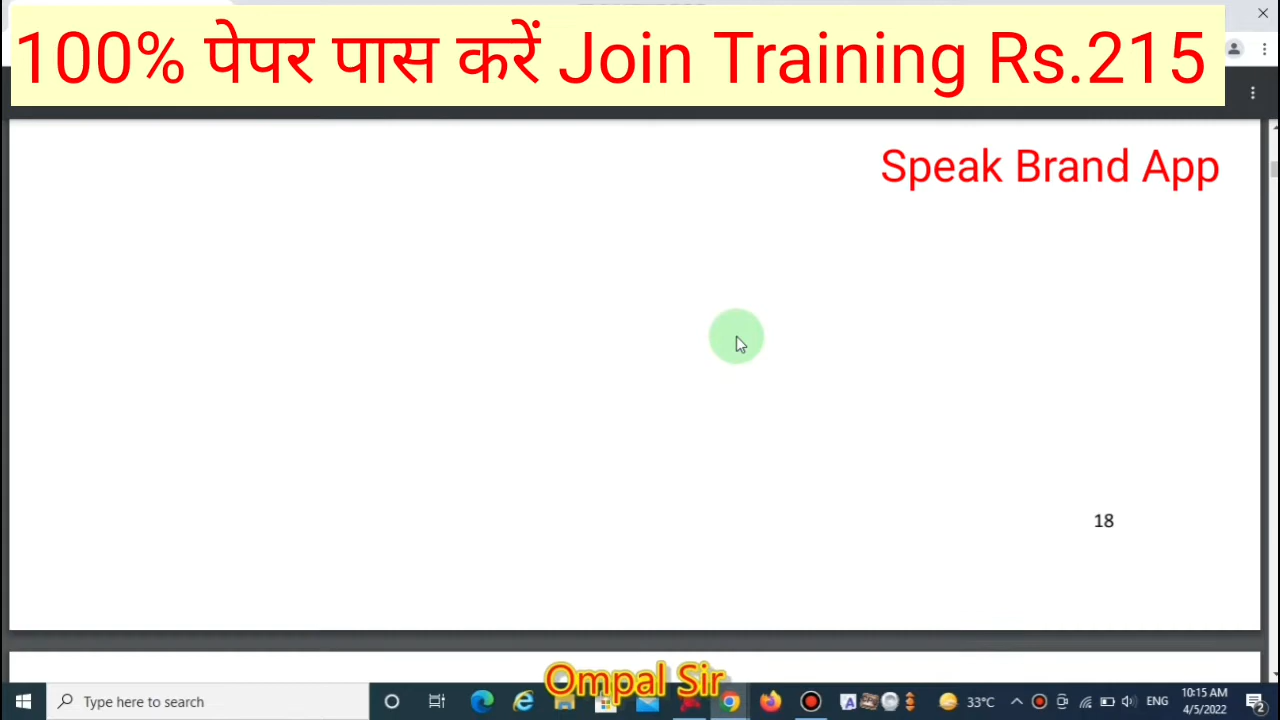 100% पेपर पास करें Join Training Rs.215
Speak Brand App
18
Ompal Sir
Type here to search
33°C
ENG
10:15 AM
4/5/2022
2